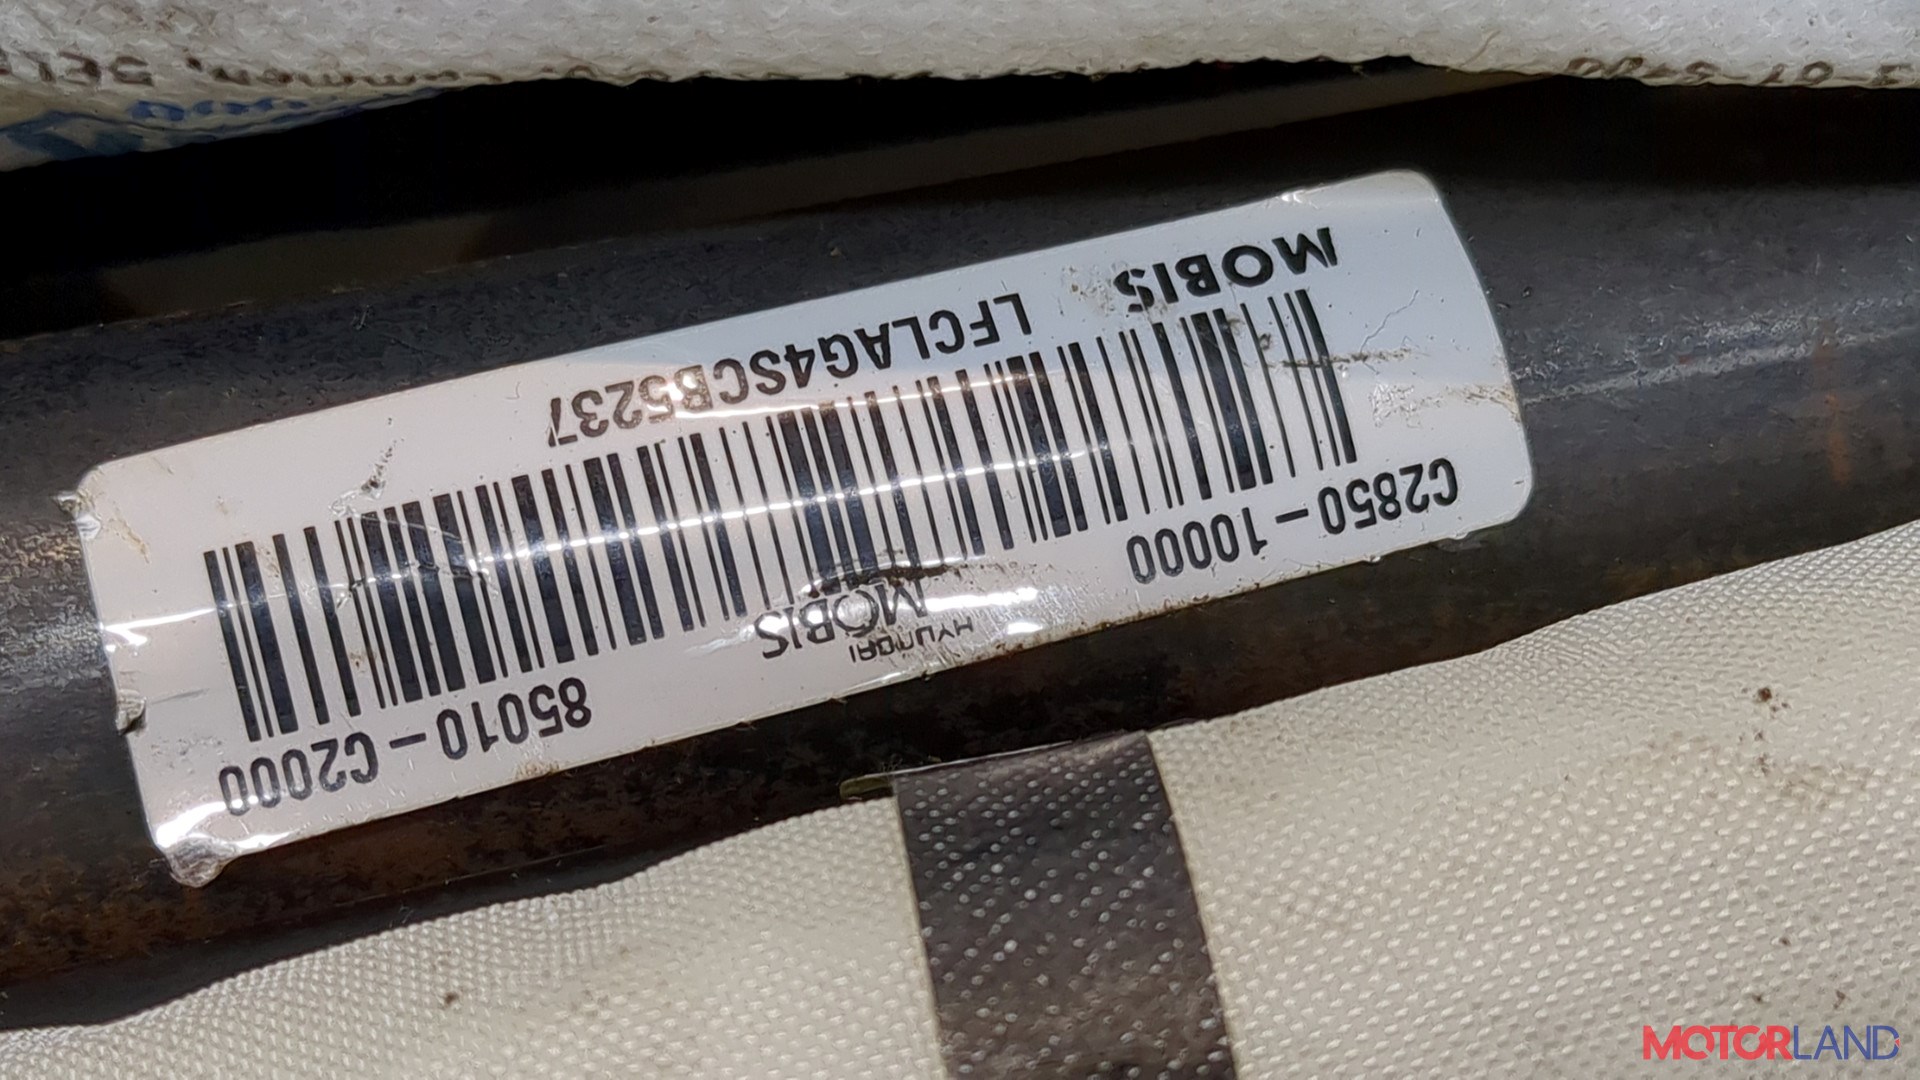 C2850-10000
HYUNDAI
MOBIS
85010-C2000
MOBIS LFCLAG4SCB5237
MOTORLAND